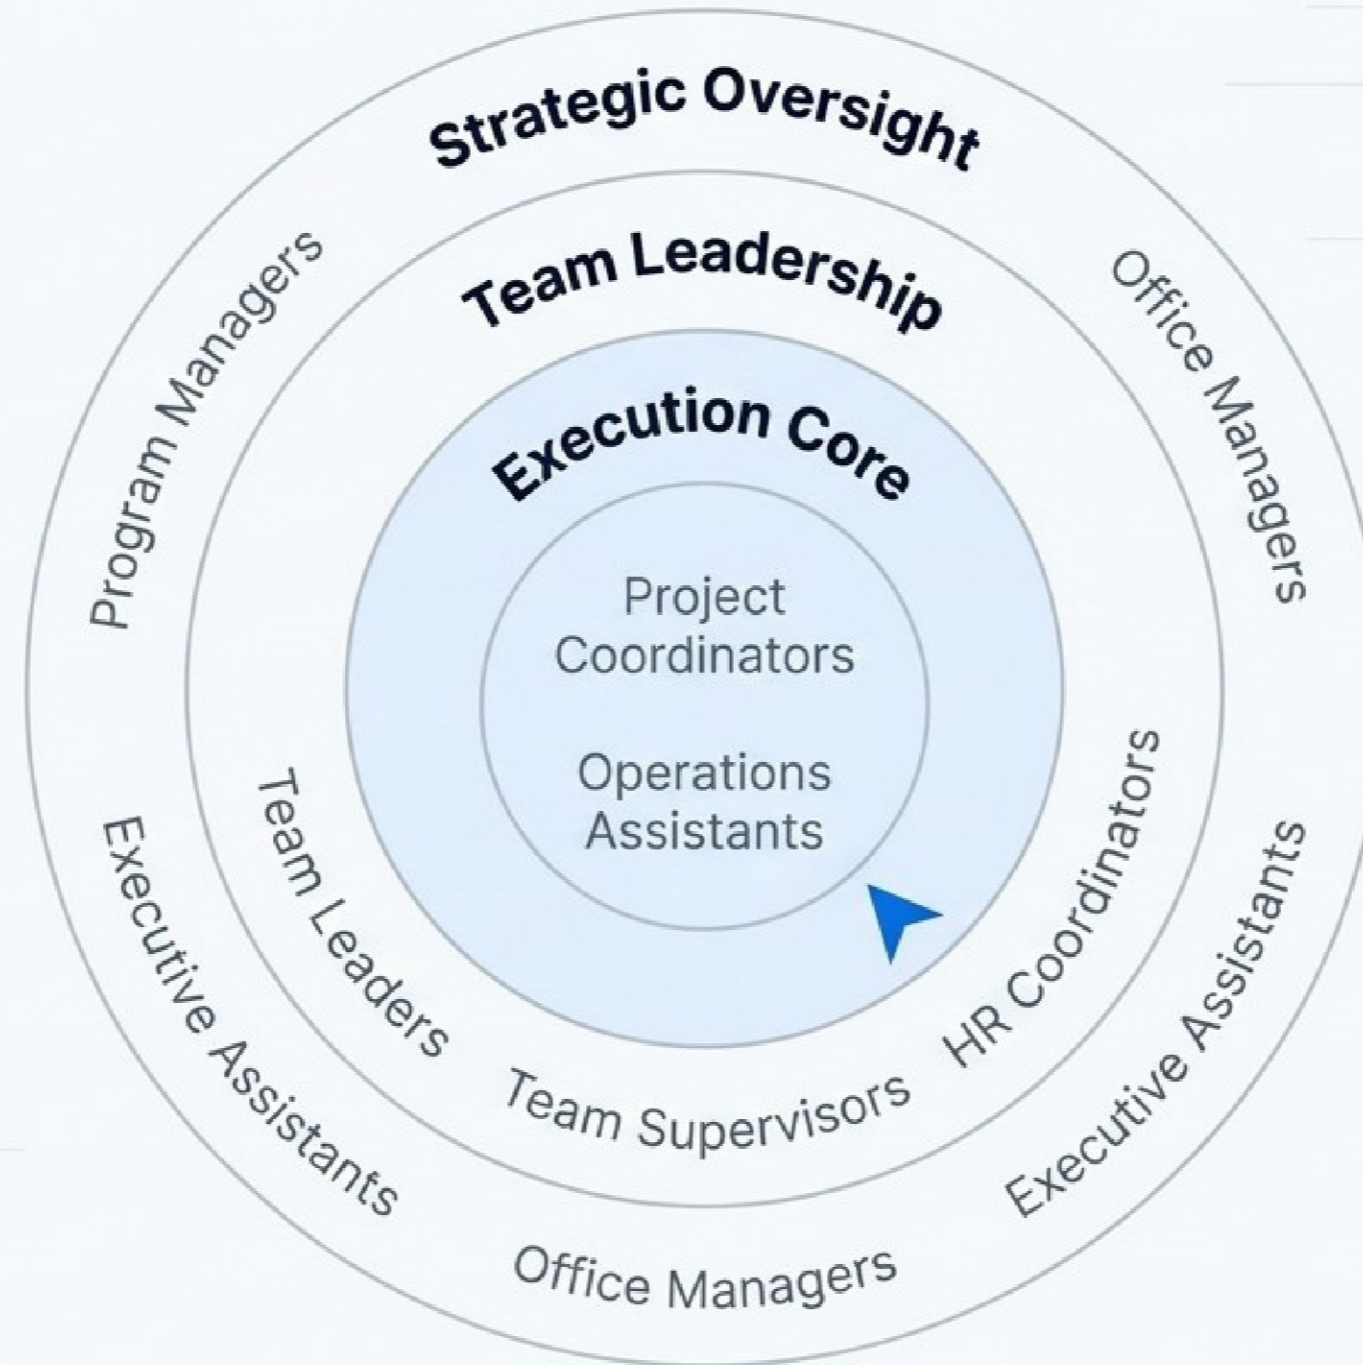 Strategic Oversight
Program Managers
Office Managers
Team Leadership
Execution Core
Project
Coordinators
Operations
Assistants
Team Leaders
Team Supervisors
HR Coordinators
Executive Assistants
Office Managers
Executive Assistants